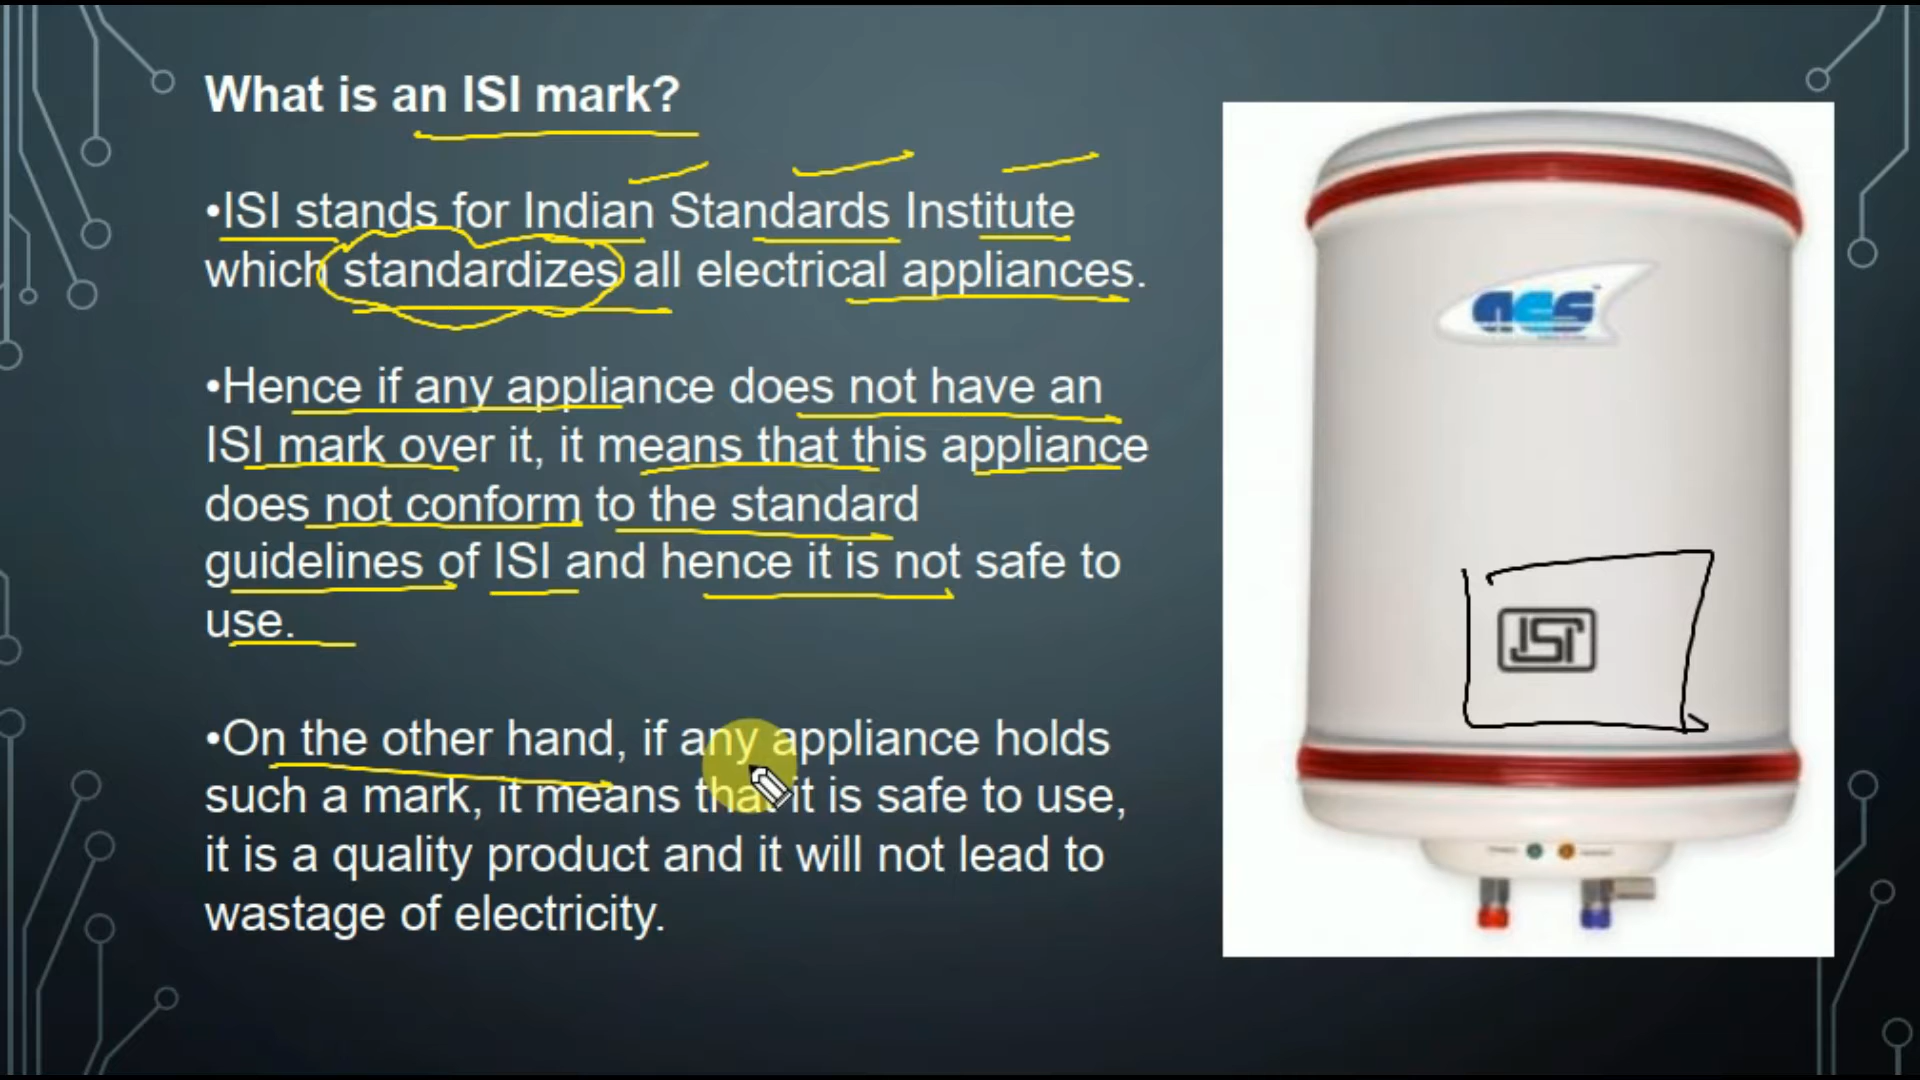 What is an ISI mark?
•ISI stands for Indian Standards Institute
which standardizes all electrical appliances.
•Hence if any appliance does not have an
ISI mark over it, it means that this appliance
does not conform to the standard
guidelines of ISI and hence it is not safe to
use.
•On the other hand, if any appliance holds
such a mark, it means that it is safe to use,
it is a quality product and it will not lead to
wastage of electricity.
acs
ISI